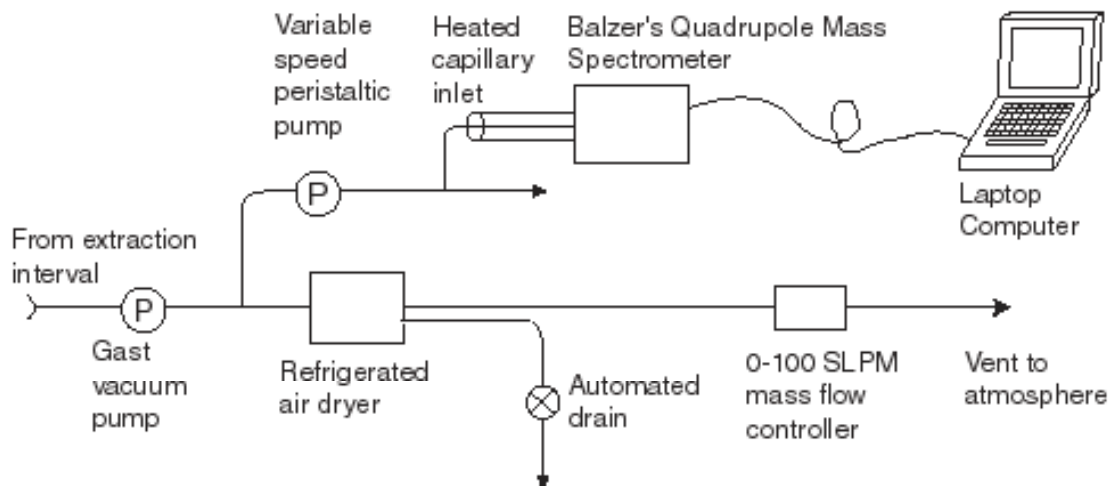 Variable
speed
peristaltic
pump
Heated
capillary
inlet
Balzer's Quadrupole Mass
Spectrometer
P
Laptop
Computer
From extraction
interval
P
Gast
vacuum
pump
Refrigerated
air dryer
Automated
drain
0-100 SLPM
mass flow
controller
Vent to
atmosphere